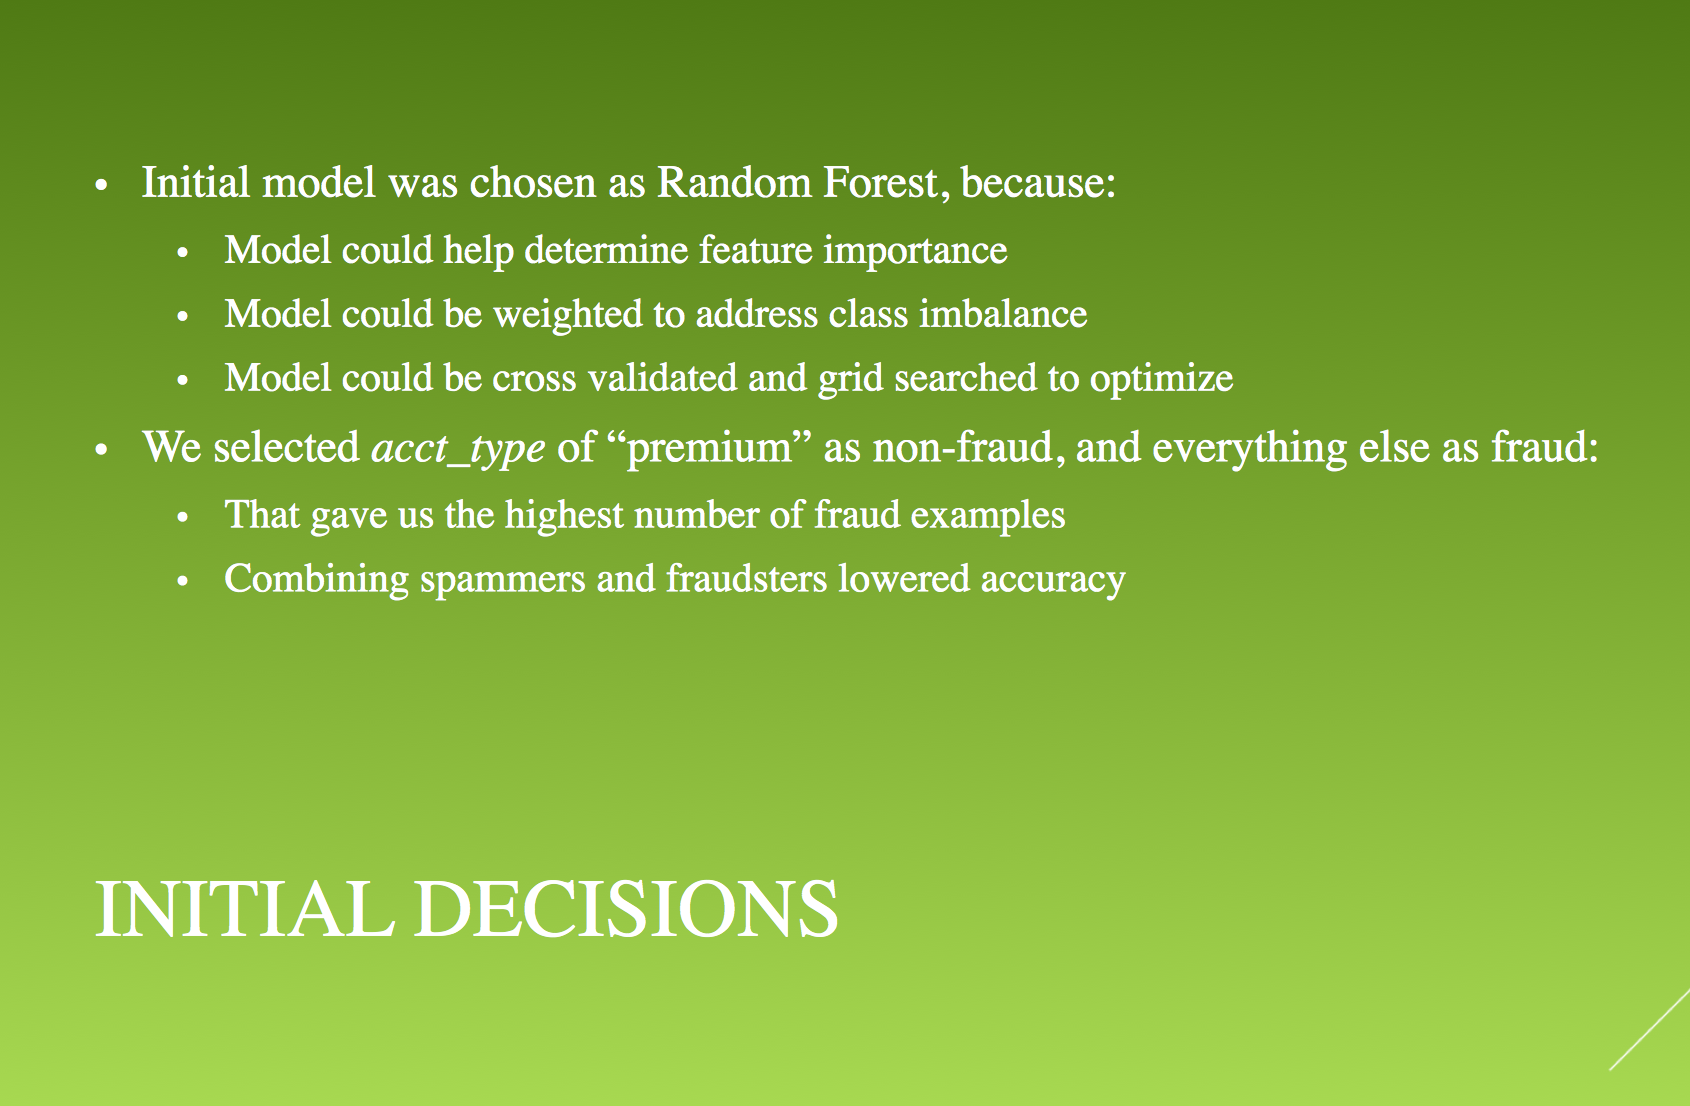 • Initial model was chosen as Random Forest, because:
• Model could help determine feature importance
• Model could be weighted to address class imbalance
• Model could be cross validated and grid searched to optimize
• We selected acct_type of “premium” as non-fraud, and everything else as fraud:
• That gave us the highest number of fraud examples
• Combining spammers and fraudsters lowered accuracy
INITIAL DECISIONS